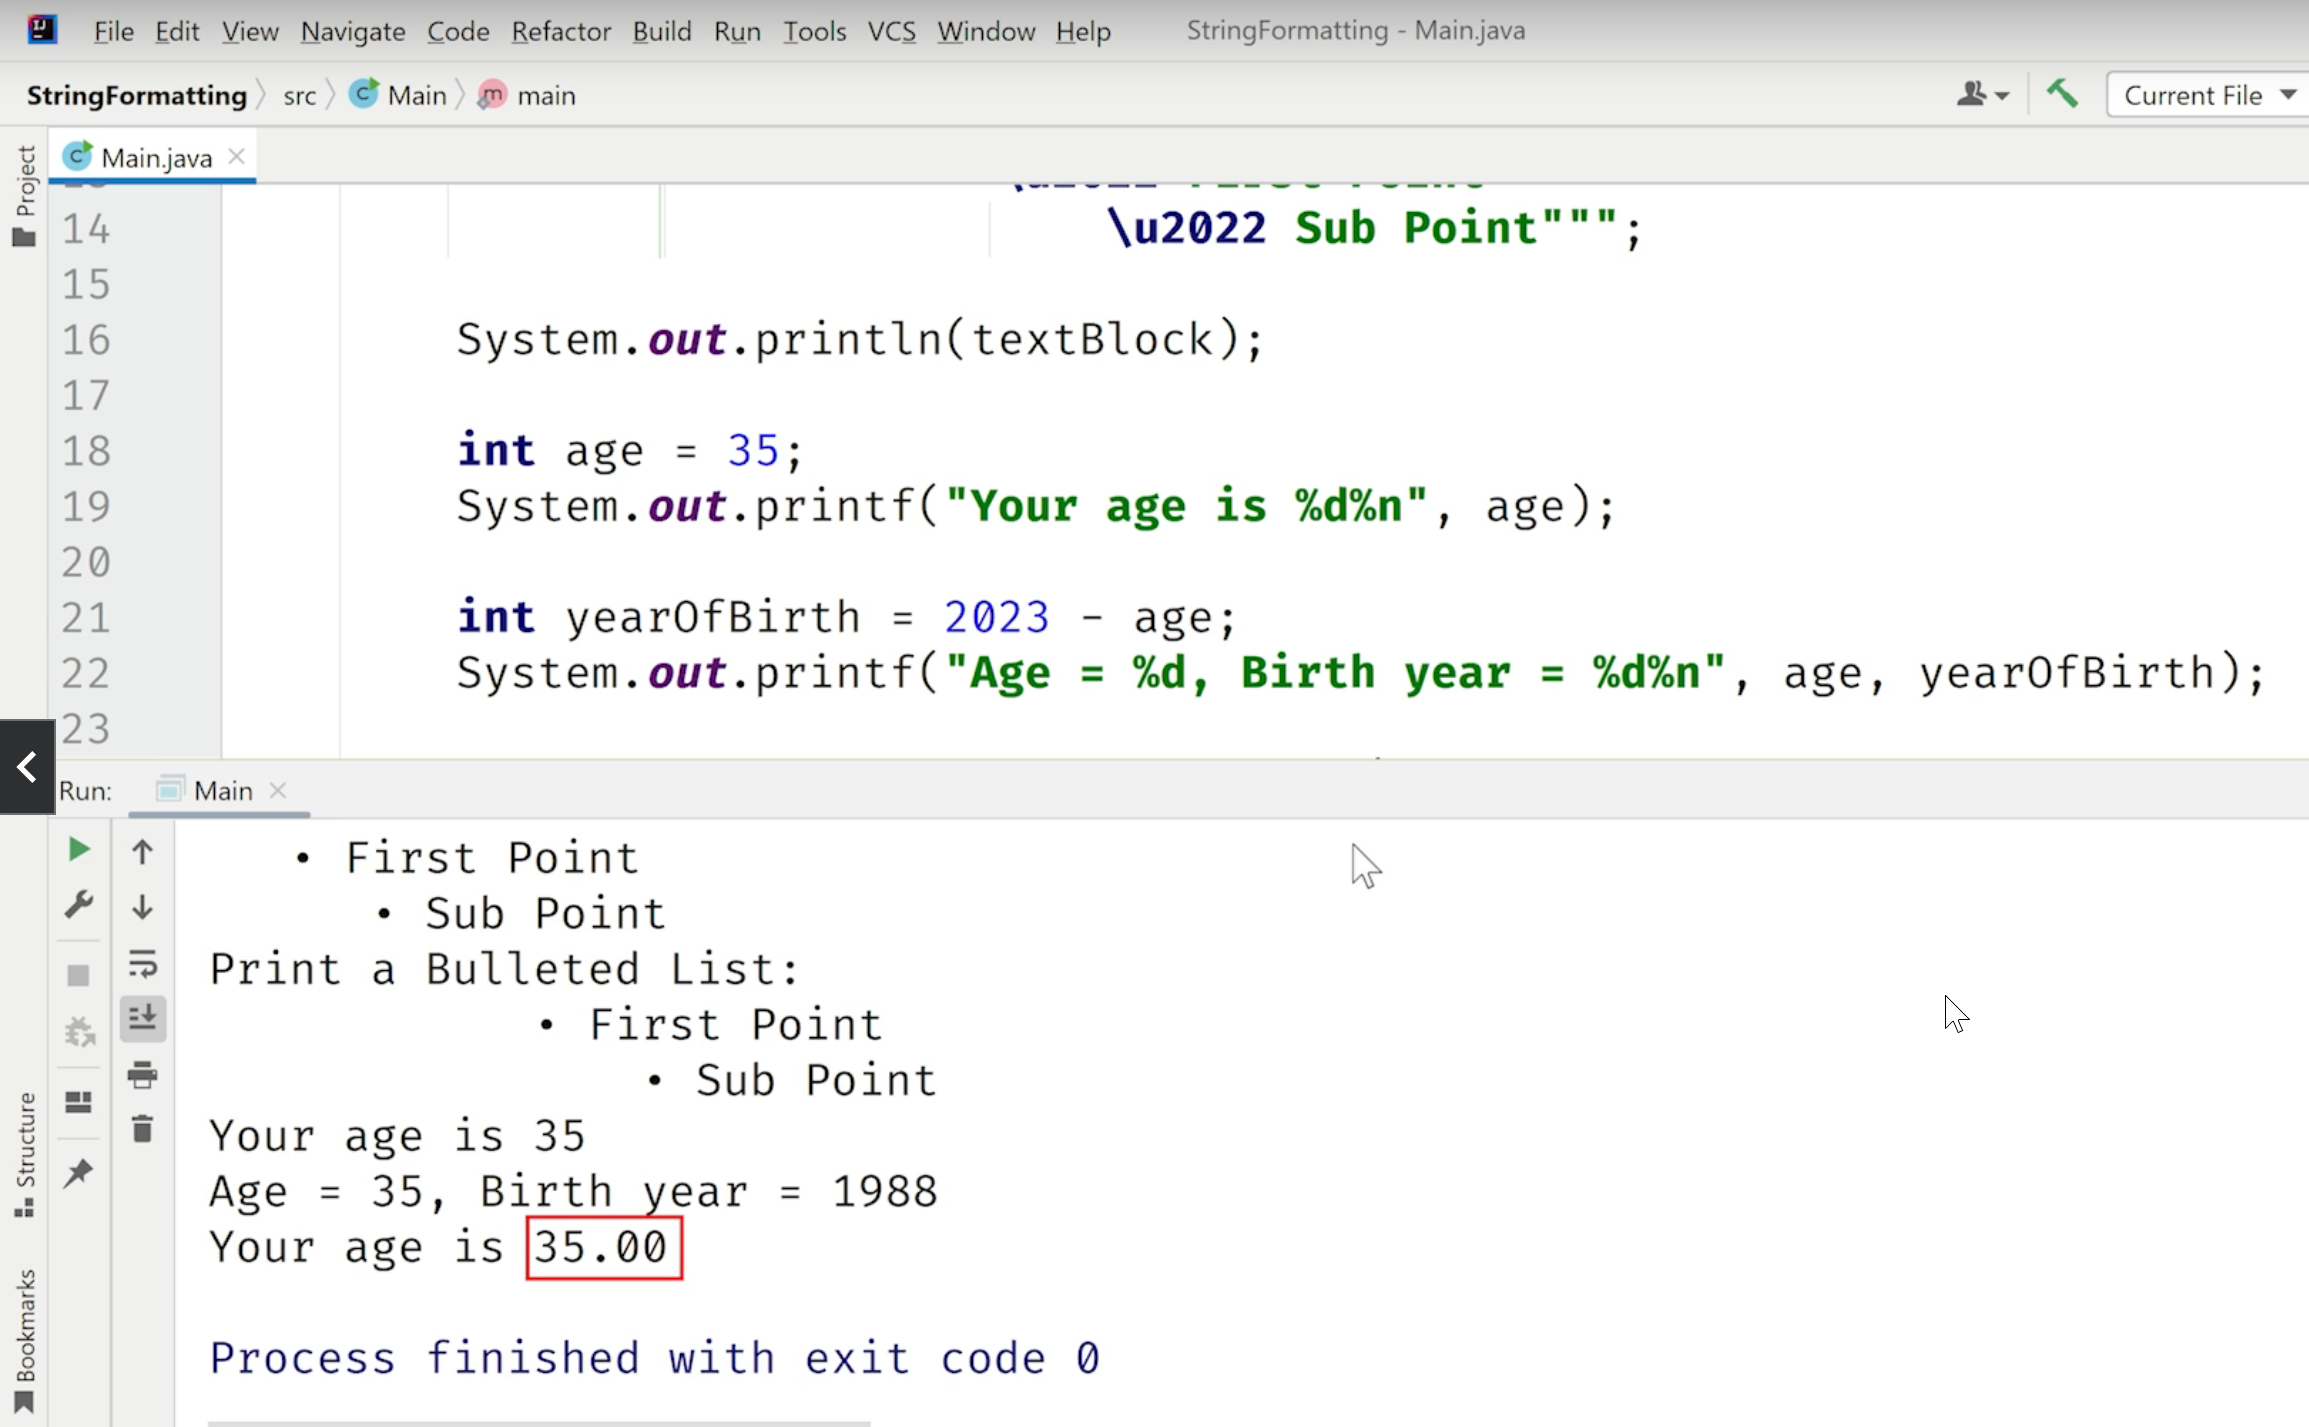 File Edit View Navigate Code Refactor Build Run Tools VCS Window Help StringFormatting - Main.java
StringFormatting src Main main Current File
Project
Main.java
14 \u2022 Sub Point""";
15
16 System.out.println(textBlock);
17
18 int age = 35;
19 System.out.printf("Your age is %d%n", age);
20
21 int yearOfBirth = 2023 - age;
22 System.out.printf("Age = %d, Birth year = %d%n", age, yearOfBirth);
23
Run: Main
• First Point
• Sub Point
Print a Bulleted List:
• First Point
• Sub Point
Your age is 35
Age = 35, Birth year = 1988
Your age is 35.00
Process finished with exit code 0
Structure
Bookmarks